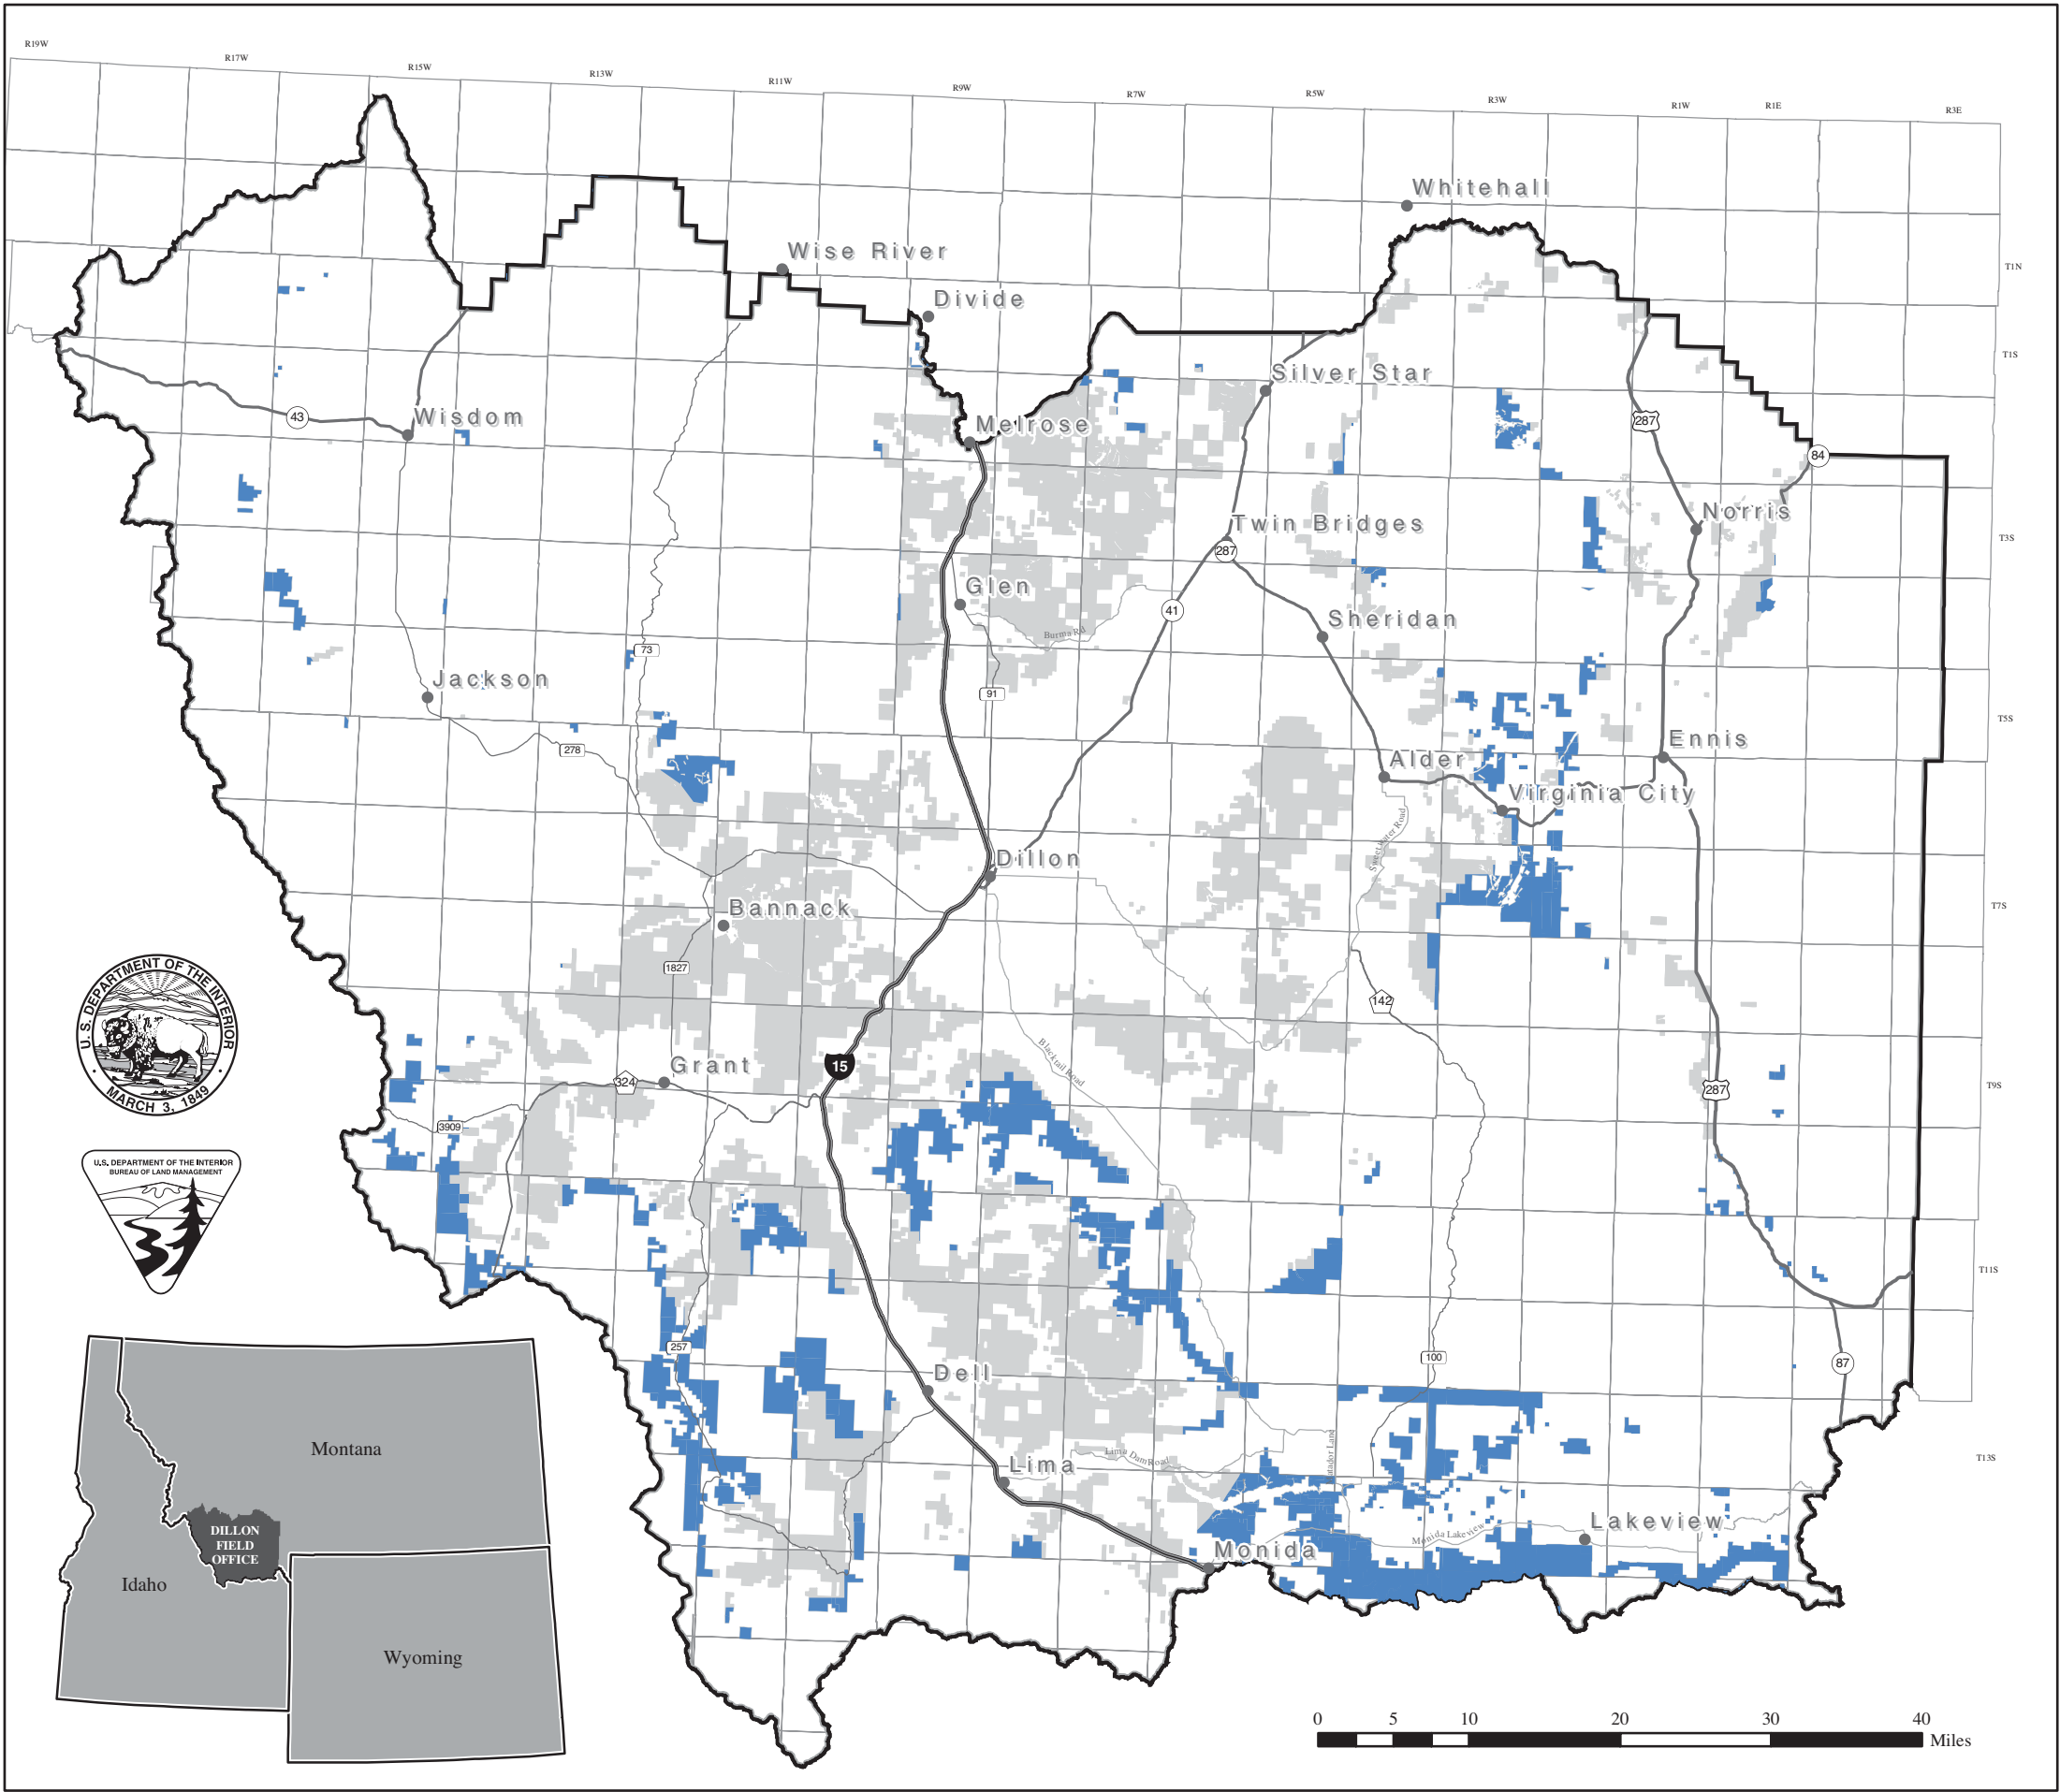 R19W
R17W
R15W
R13W
R11W
R9W
R7W
R5W
R3W
R1W
R1E
R3E
Whitehall
Wise River
T1N
Divide
T1S
Silver Star
43
Wisdom
Melrose
287
84
Norris
Twin Bridges
287
T3S
Glen
41
Sheridan
Burma Rd
73
Jackson
91
T5S
278
Ennis
Alder
Virginia City
Sweetwater Road
Dillon
Bannack
T7S
1827
142
U.S. DEPARTMENT OF THE INTERIOR
MARCH 3, 1849
Blacktail Road
Grant
15
324
T9S
287
3909
U.S. DEPARTMENT OF THE INTERIOR
BUREAU OF LAND MANAGEMENT
T11S
257
100
87
Dell
Montana
Lima
Lima Dam Road
T13S
DILLON
FIELD
OFFICE
Lakeview
Monida Lakeview
Monida
Idaho
Wyoming
0 5 10 20 30 40
Miles